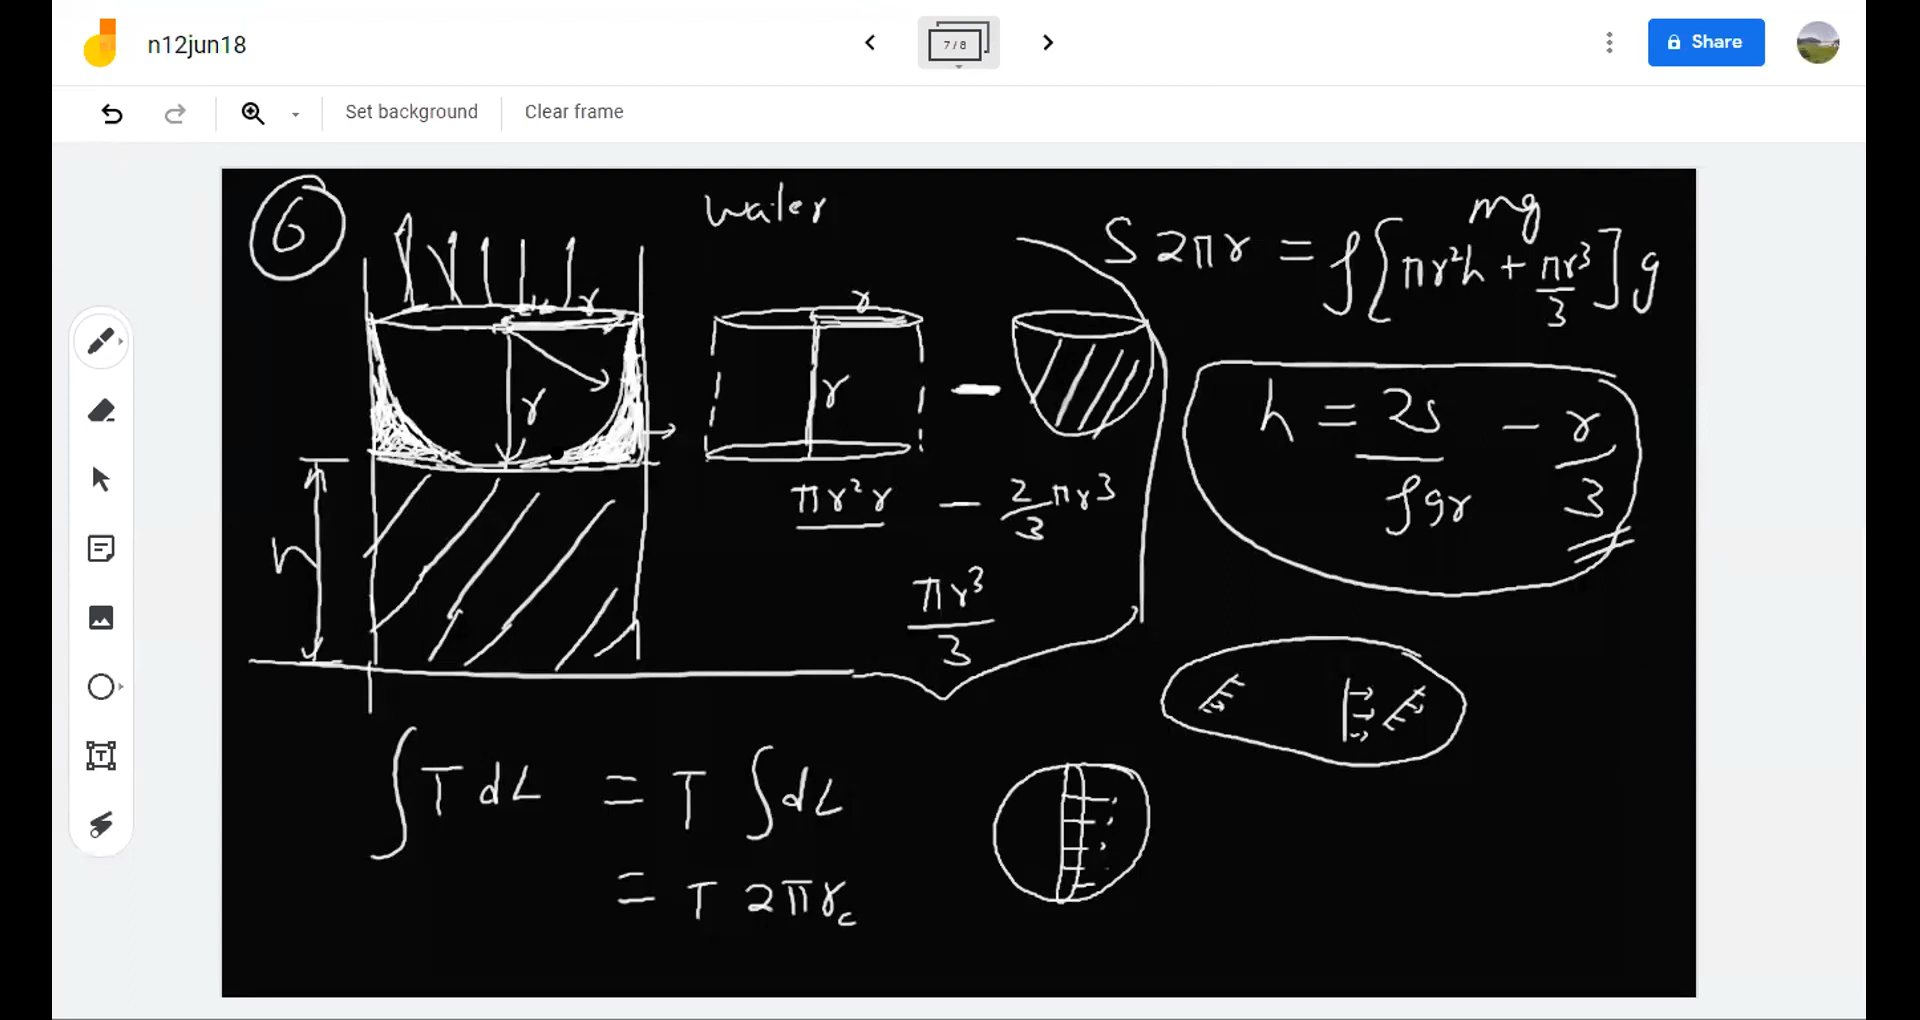 n12jun18
7 / 8
Share
Set background
Clear frame
6
water
mg
S 2πr = ρ[πr²h + πr³/3]g
r
r
r
r
h = 2s/ρgr − r/3
πr²r − 2/3 πr³
h
πr³/3
∫T dL = T ∫dL
= T 2πr_c